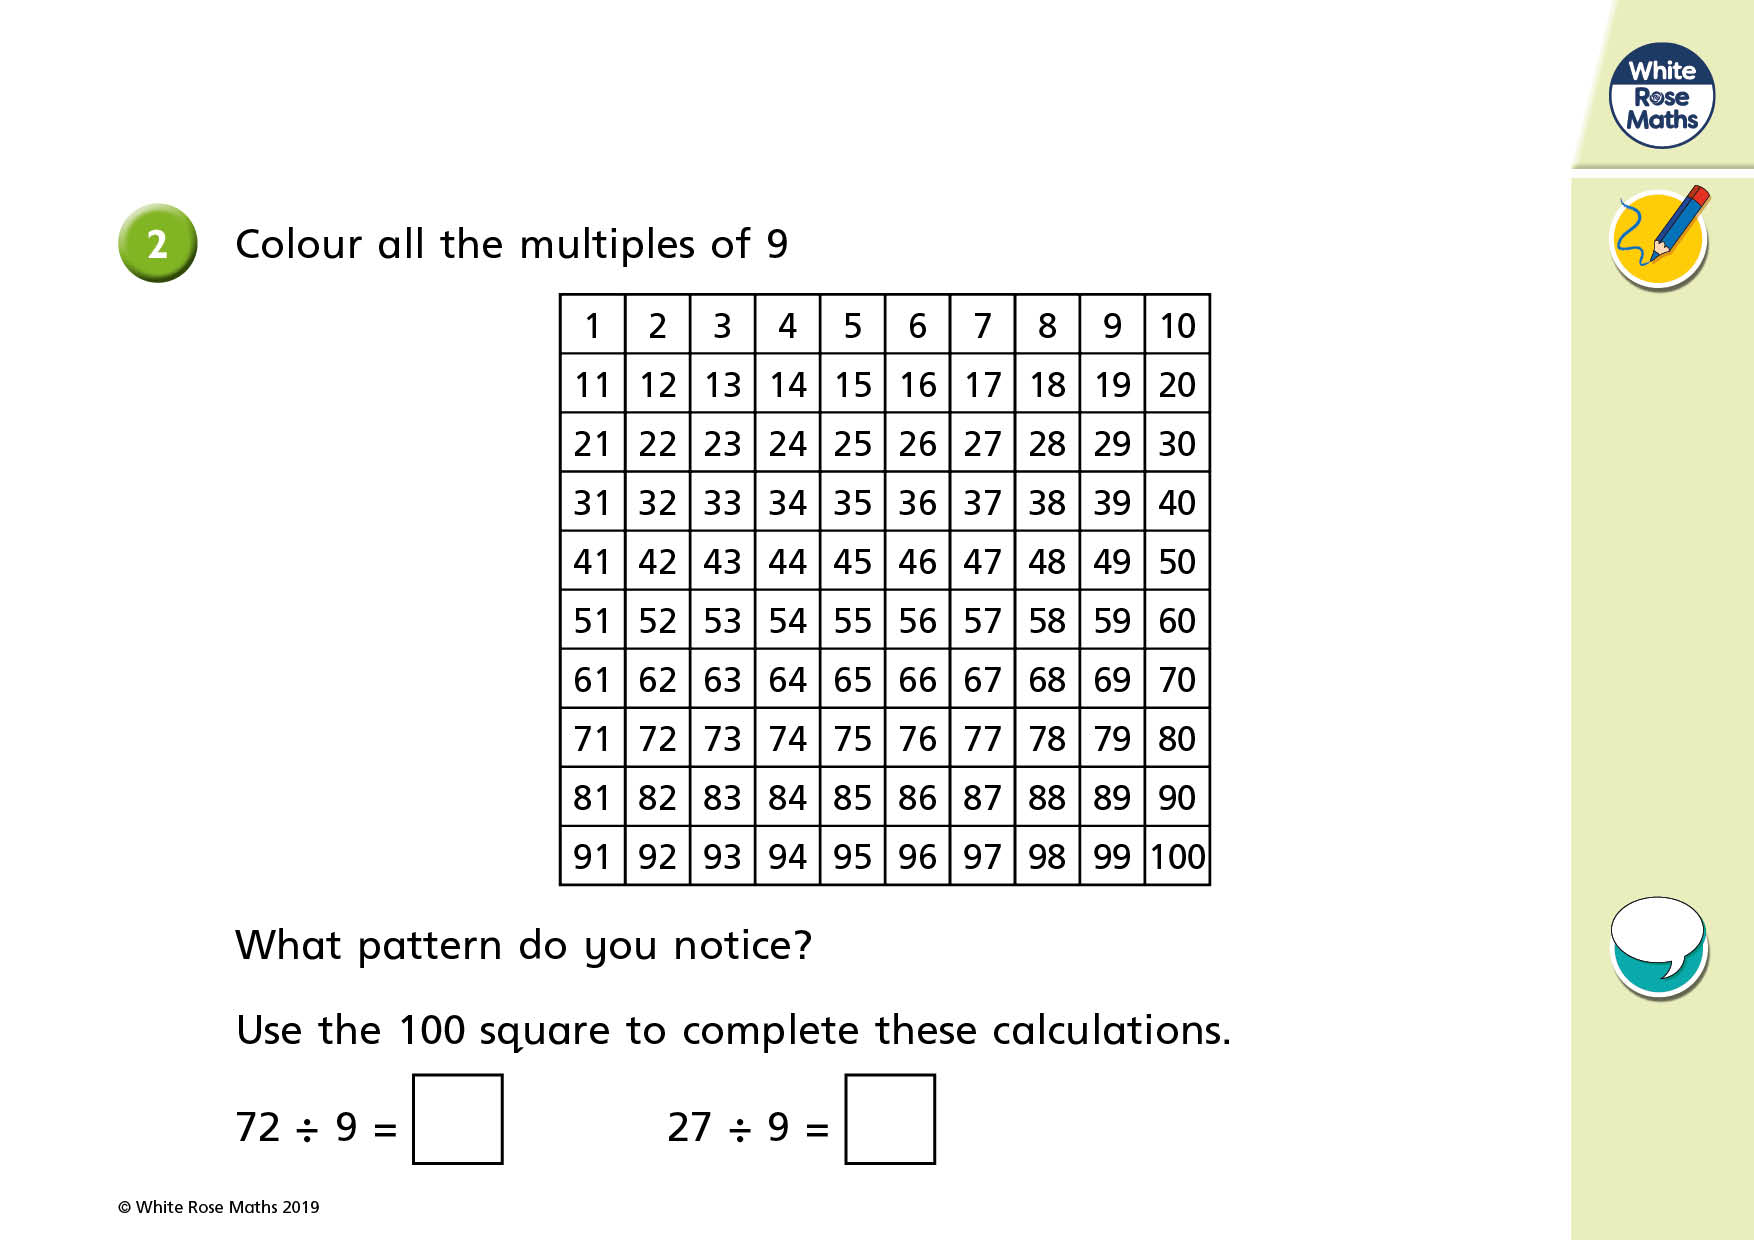 White
Rose
Maths
2 Colour all the multiples of 9
1 2 3 4 5 6 7 8 9 10
11 12 13 14 15 16 17 18 19 20
21 22 23 24 25 26 27 28 29 30
31 32 33 34 35 36 37 38 39 40
41 42 43 44 45 46 47 48 49 50
51 52 53 54 55 56 57 58 59 60
61 62 63 64 65 66 67 68 69 70
71 72 73 74 75 76 77 78 79 80
81 82 83 84 85 86 87 88 89 90
91 92 93 94 95 96 97 98 99 100
What pattern do you notice?
Use the 100 square to complete these calculations.
72 ÷ 9 = 27 ÷ 9 =
© White Rose Maths 2019